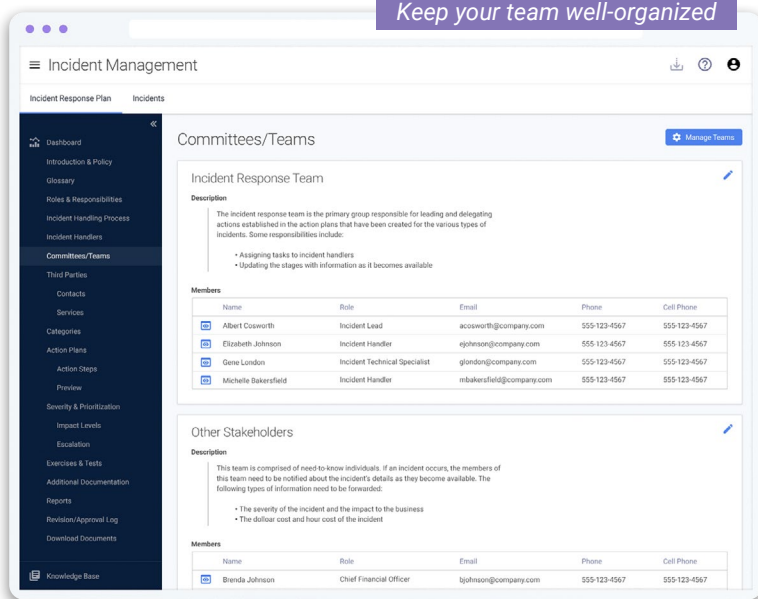 Keep your team well-organized
Incident Management
Incident Response Plan Incidents
Dashboard
Introduction & Policy
Glossary
Roles & Responsibilities
Incident Handling Process
Incident Handlers
Committees/Teams
Third Parties
Contacts
Services
Categories
Action Plans
Action Steps
Preview
Severity & Prioritization
Impact Levels
Escalation
Exercises & Tests
Additional Documentation
Reports
Revision/Approval Log
Download Documents
Knowledge Base
Committees/Teams
Manage Teams
Incident Response Team
Description
The incident response team is the primary group responsible for leading and delegating
actions established in the action plans that have been created for the various types of
incidents. Some responsibilities include:
• Assigning tasks to incident handlers
• Updating the stages with information as it becomes available
Members
Name Role Email Phone Cell Phone
Albert Cosworth Incident Lead acosworth@company.com 555-123-4567 555-123-4567
Elizabeth Johnson Incident Handler ejohnson@company.com 555-123-4567 555-123-4567
Gene London Incident Technical Specialist glondon@company.com 555-123-4567 555-123-4567
Michelle Bakersfield Incident Handler mbakersfield@company.com 555-123-4567 555-123-4567
Other Stakeholders
Description
This team is comprised of need-to-know individuals. If an incident occurs, the members of
this team need to be notified about the incident's details as they become available. The
following types of information need to be forwarded:
• The severity of the incident and the impact to the business
• The dulloar cost and hour cost of the incident
Members
Name Role Email Phone Cell Phone
Brenda Johnson Chief Financial Officer bjohnson@company.com 555-123-4567 555-123-4567